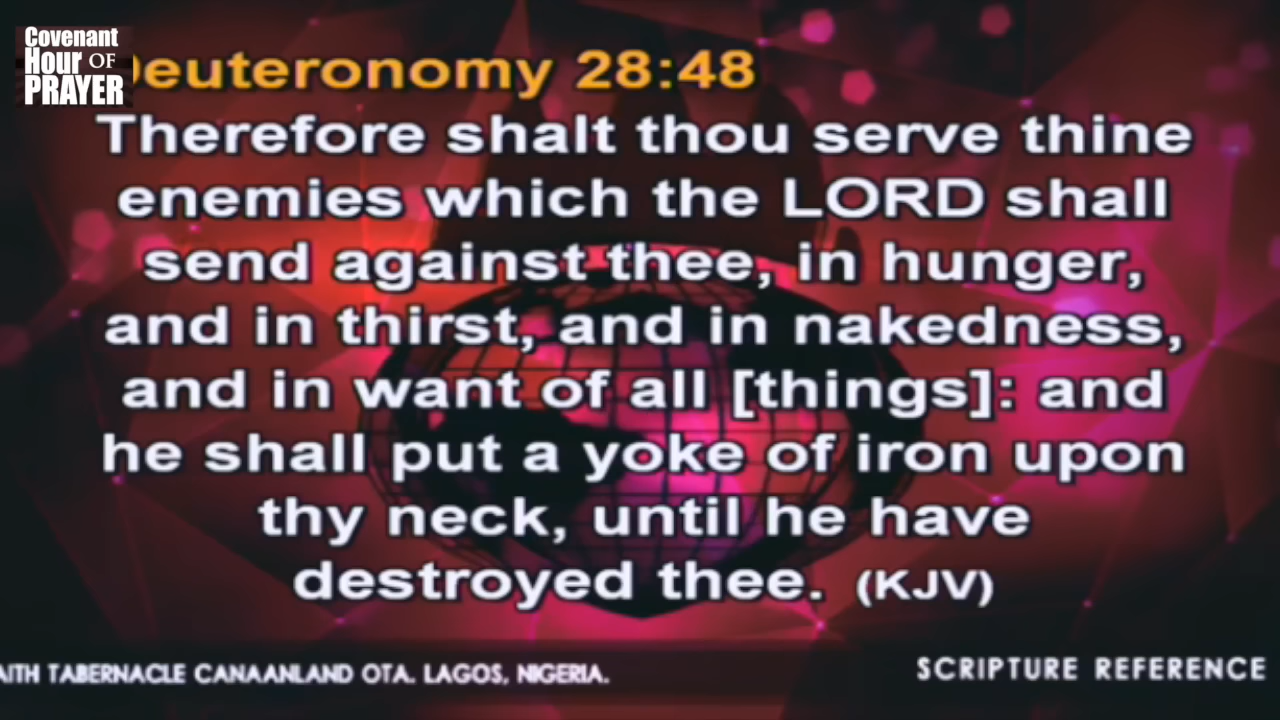 Covenant
Hour OF
PRAYER
Deuteronomy 28:48
Therefore shalt thou serve thine
enemies which the LORD shall
send against thee, in hunger,
and in thirst, and in nakedness,
and in want of all [things]: and
he shall put a yoke of iron upon
thy neck, until he have
destroyed thee. (KJV)
AITH TABERNACLE CANAANLAND OTA. LAGOS, NIGERIA.
SCRIPTURE REFERENCE